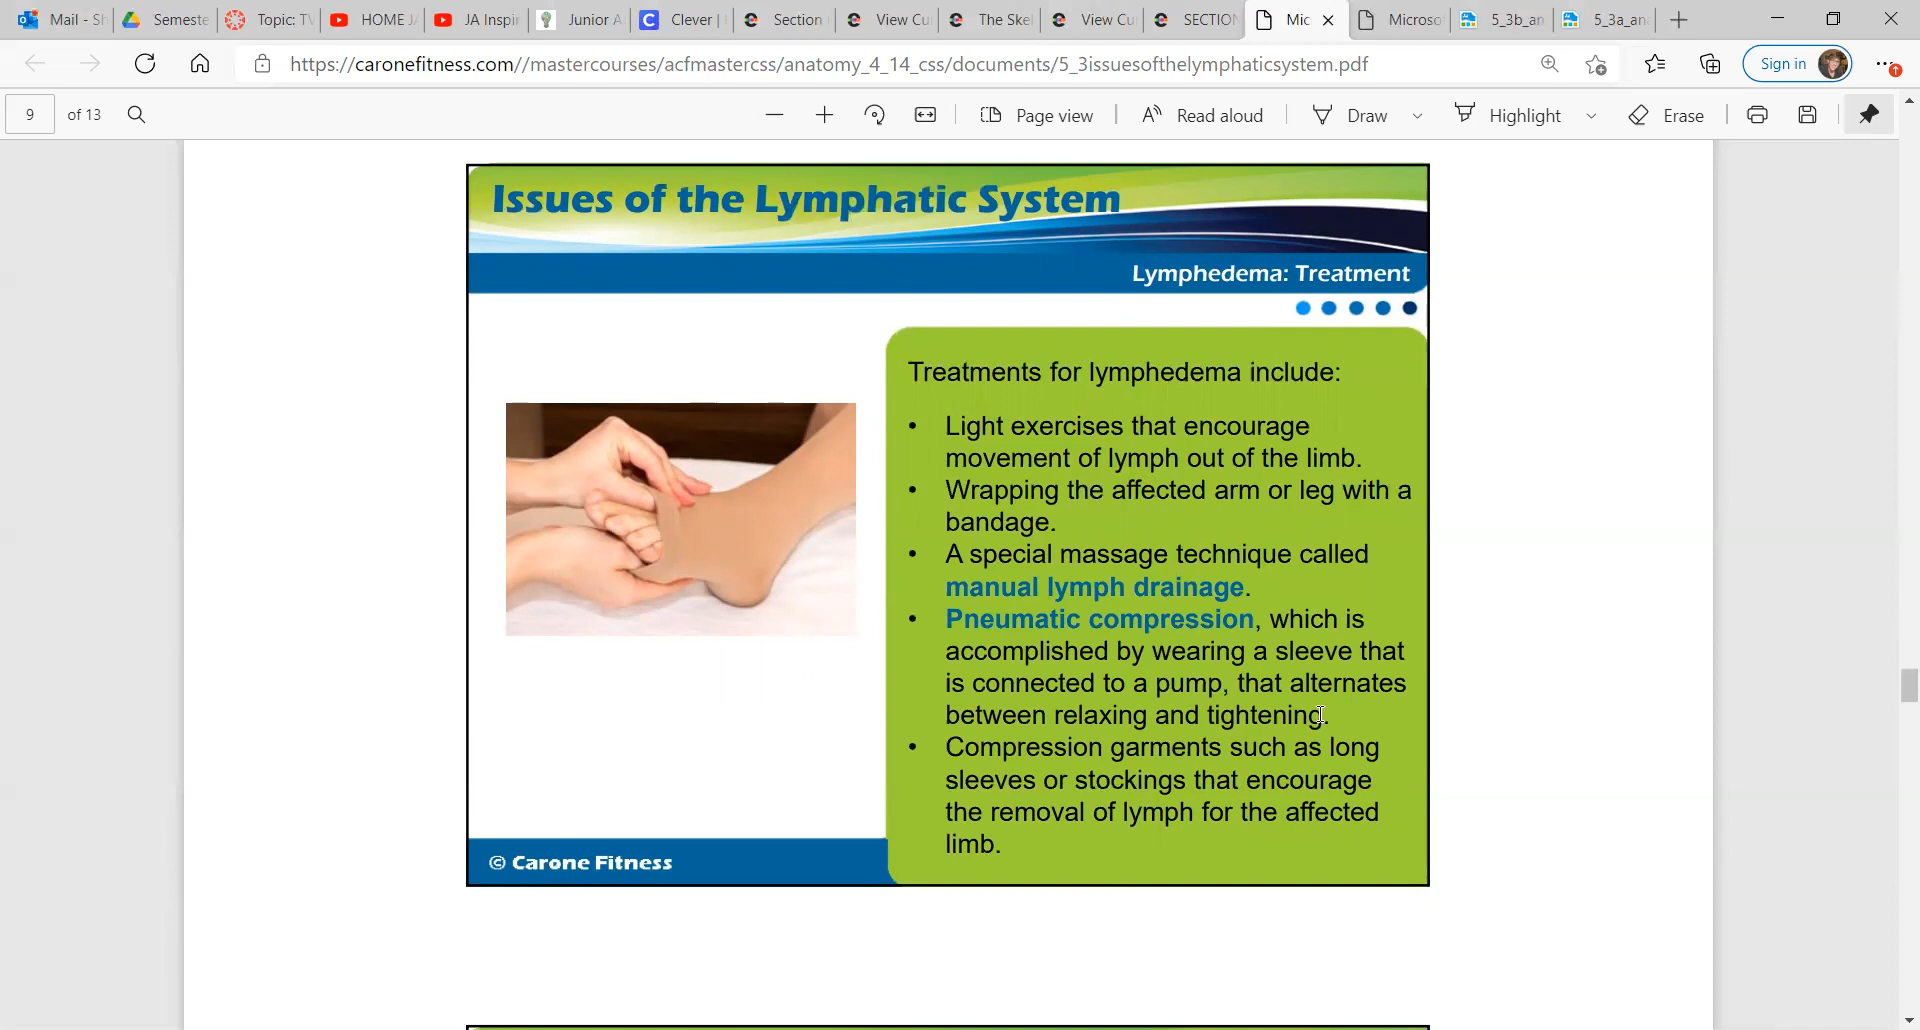 Mail - Sh
Semeste
Topic: TV
HOME JA
JA Inspir
Junior A
Clever |
Section
View Cu
The Ske
View Cu
SECTION
Mic
Microso
5_3b_an
5_3a_ana
https://caronefitness.com//mastercourses/acfmastercss/anatomy_4_14_css/documents/5_3issuesofthelymphaticsystem.pdf
Sign in
9 of 13
Page view
Read aloud
Draw
Highlight
Erase
Issues of the Lymphatic System
Lymphedema: Treatment
Treatments for lymphedema include:
• Light exercises that encourage
movement of lymph out of the limb.
• Wrapping the affected arm or leg with a
bandage.
• A special massage technique called
manual lymph drainage.
• Pneumatic compression, which is
accomplished by wearing a sleeve that
is connected to a pump, that alternates
between relaxing and tightening.
• Compression garments such as long
sleeves or stockings that encourage
the removal of lymph for the affected
limb.
© Carone Fitness